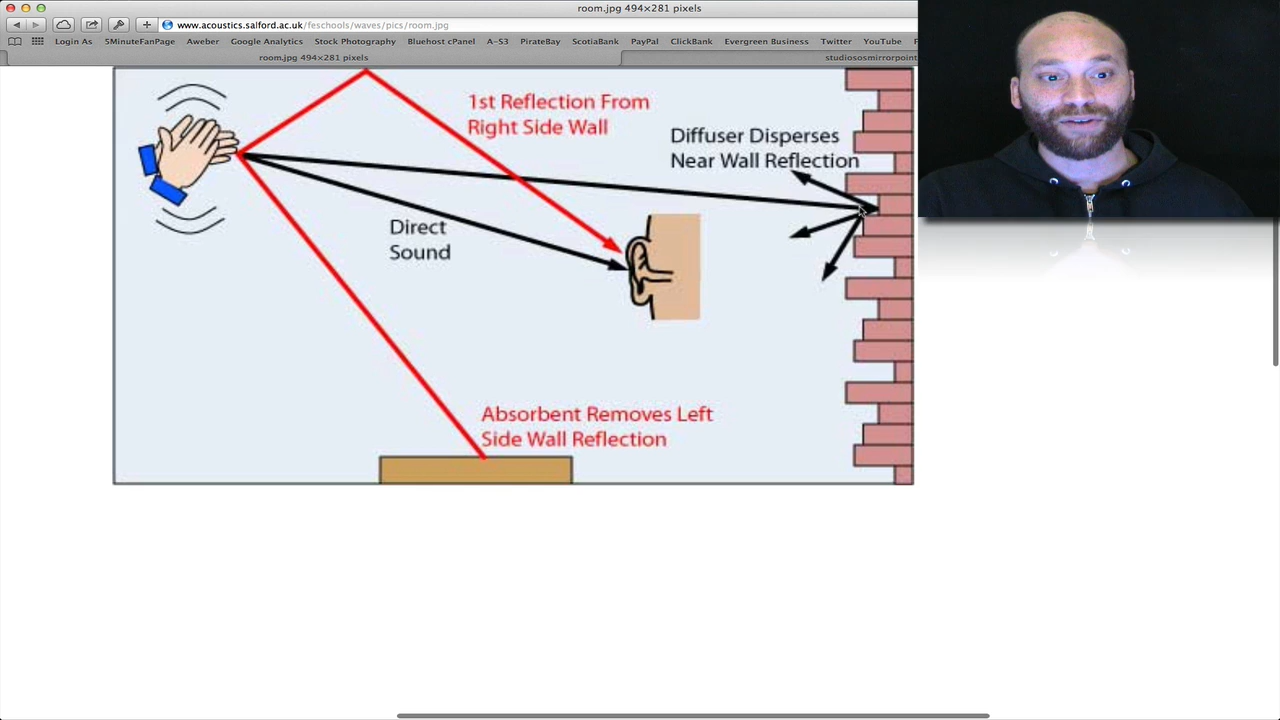 room.jpg 494×281 pixels
www.acoustics.salford.ac.uk/feschools/waves/pics/room.jpg
Login As 5MinuteFanPage Aweber Google Analytics Stock Photography Bluehost cPanel A-S3 PirateBay ScotiaBank PayPal ClickBank Evergreen Business Twitter YouTube
room.jpg 494×281 pixels
studiososmirrorpoint
1st Reflection From
Right Side Wall
Diffuser Disperses
Near Wall Reflection
Direct
Sound
Absorbent Removes Left
Side Wall Reflection